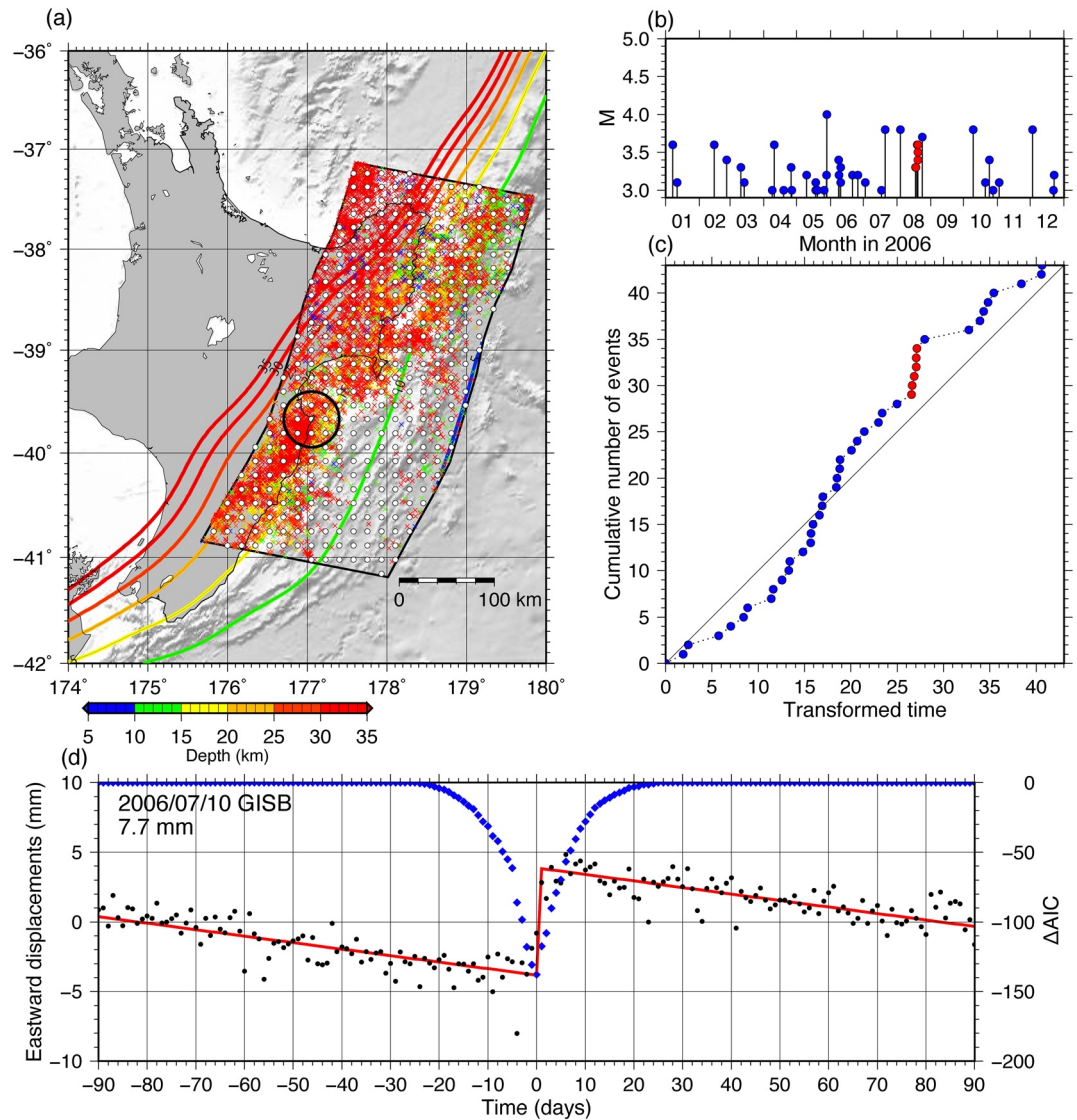 (a)
−36°
−37°
−38°
−39°
−40°
−41°
−42°
174°
175°
176°
177°
178°
179°
180°
0
100 km
5
10
15
20
25
30
35
Depth (km)
(b)
M
5.0
4.5
4.0
3.5
3.0
01 02 03 04 05 06 07 08 09 10 11 12
Month in 2006
(c)
Cumulative number of events
40
35
30
25
20
15
10
5
0
0 5 10 15 20 25 30 35 40
Transformed time
(d)
Eastward displacements (mm)
10
5
0
−5
−10
2006/07/10 GISB
7.7 mm
0
−50
−100
−150
−200
ΔAIC
−90 −80 −70 −60 −50 −40 −30 −20 −10 0 10 20 30 40 50 60 70 80 90
Time (days)